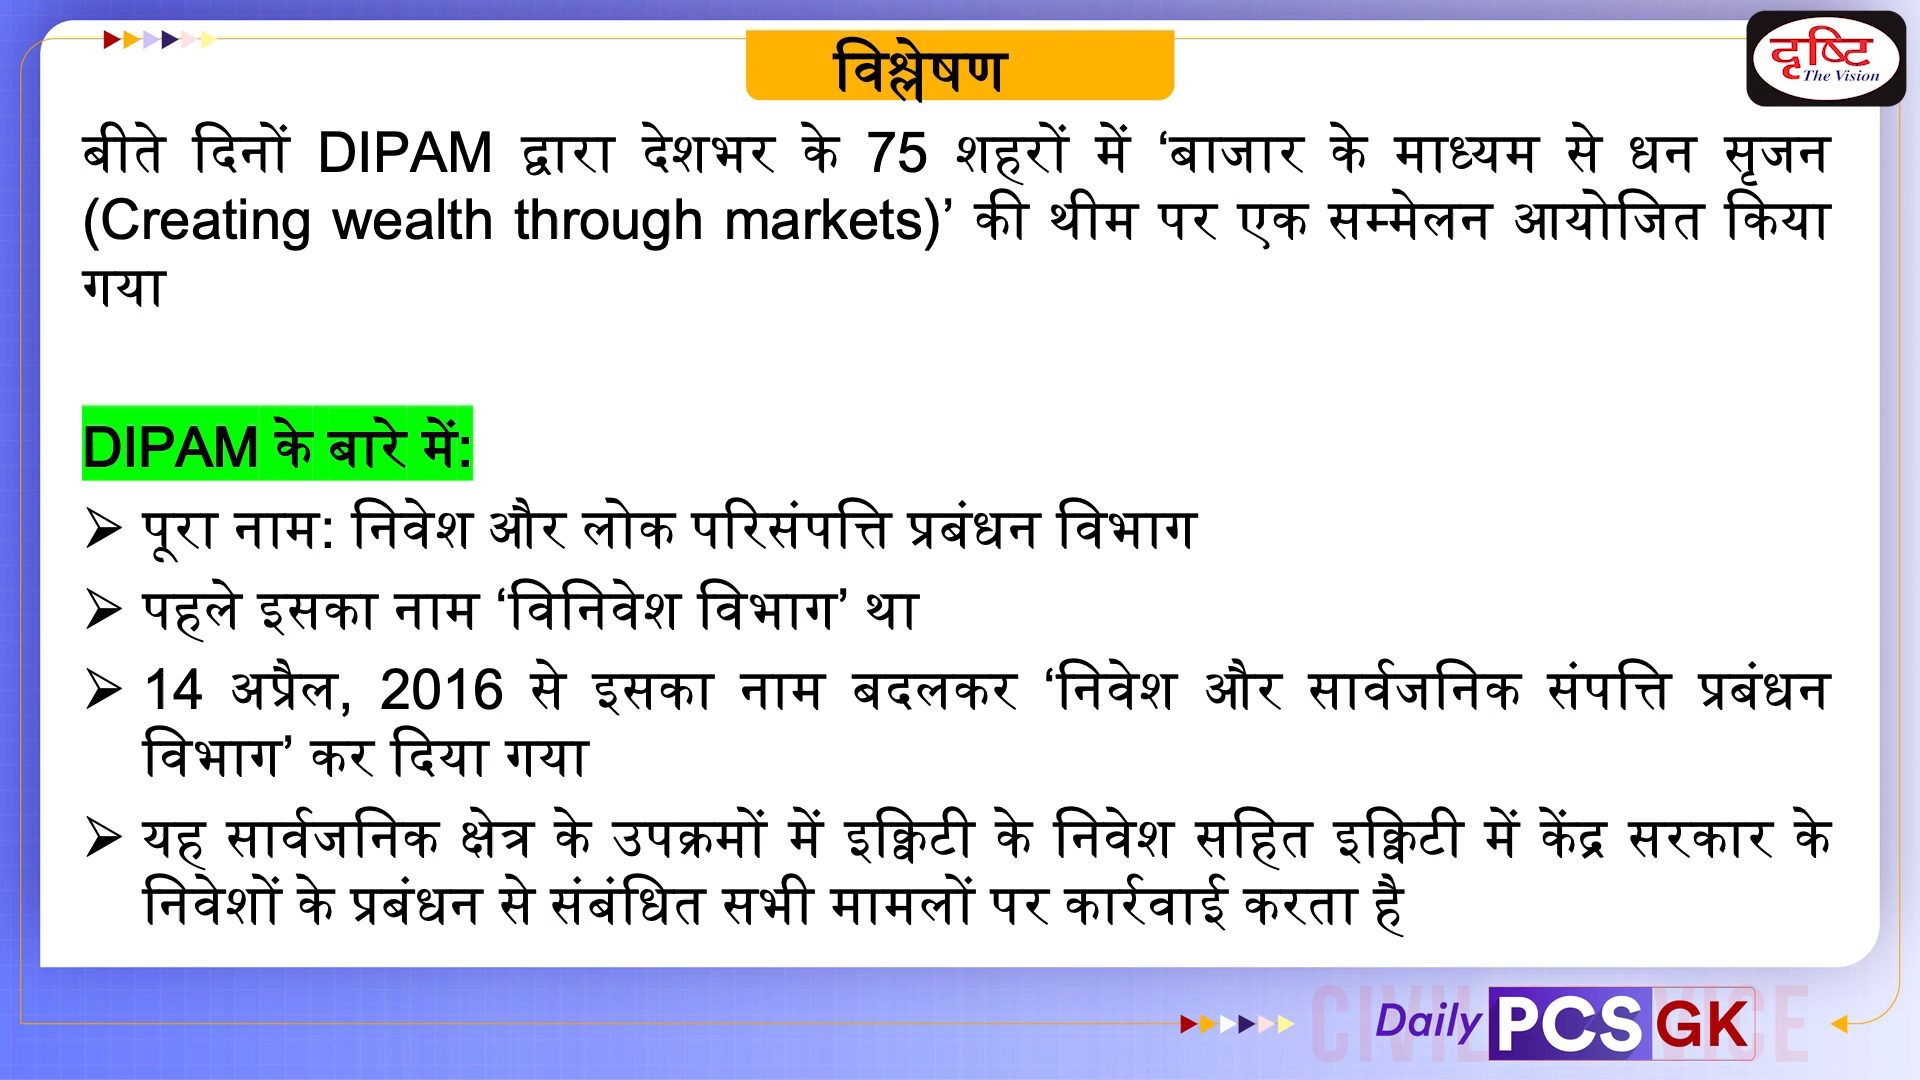 विश्लेषण
दृष्टि
The Vision
बीते दिनों DIPAM द्वारा देशभर के 75 शहरों में ‘बाजार के माध्यम से धन सृजन
(Creating wealth through markets)’ की थीम पर एक सम्मेलन आयोजित किया
गया
DIPAM के बारे में:
➢ पूरा नाम: निवेश और लोक परिसंपत्ति प्रबंधन विभाग
➢ पहले इसका नाम ‘विनिवेश विभाग’ था
➢ 14 अप्रैल, 2016 से इसका नाम बदलकर ‘निवेश और सार्वजनिक संपत्ति प्रबंधन
विभाग’ कर दिया गया
➢ यह सार्वजनिक क्षेत्र के उपक्रमों में इक्विटी के निवेश सहित इक्विटी में केंद्र सरकार के
निवेशों के प्रबंधन से संबंधित सभी मामलों पर कार्रवाई करता है
Daily PCS GK